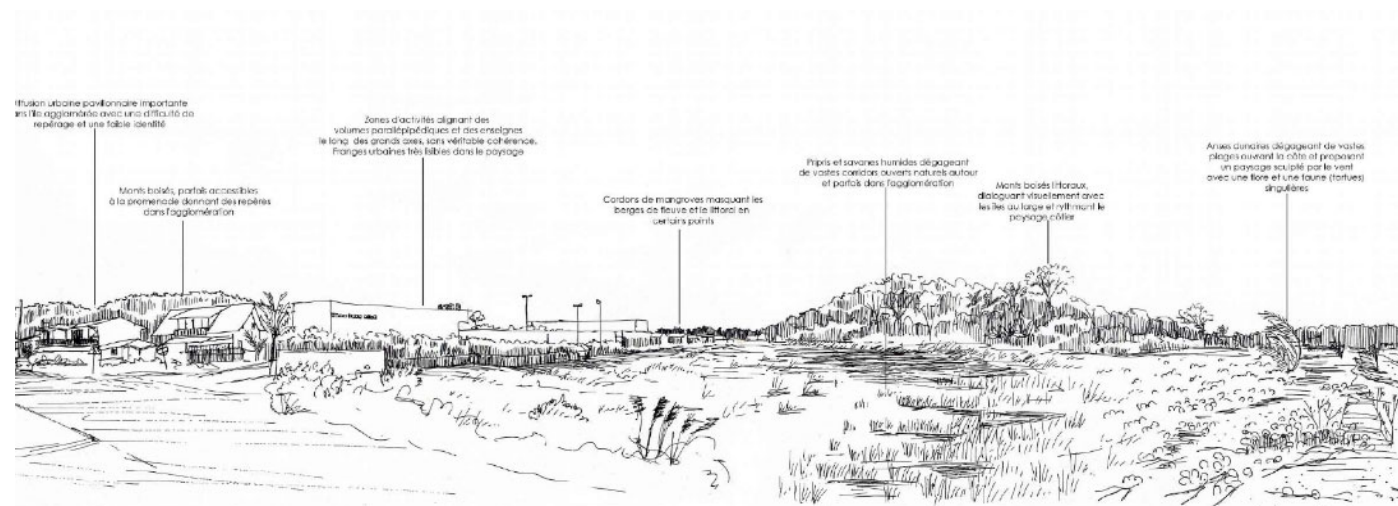 diffusion urbaine pavillonnaire importante
dans l'île agglomérée avec une difficulté de
repérage et une faible identité
Monts boisés, parfois accessibles
à la promenade donnant des repères
dans l'agglomération
Zones d'activités alignant des
volumes parallépipédiques et des enseignes
le long des grands axes, sans véritable cohérence.
Franges urbaines très lisibles dans le paysage
Cordons de mangroves masquant les
berges de fleuve et le littoral en
certains points
Pripris et savanes humides dégageant
de vastes corridors ouverts naturels autour
et parfois dans l'agglomération
Monts boisés littoraux,
dialoguant visuellement avec
les îles au large et rythmant le
paysage côtier
Anses dunaires dégageant de vastes
plages ouvrant la côte et proposant
un paysage sculpté par le vent
avec une flore et une faune (tortues)
singulières